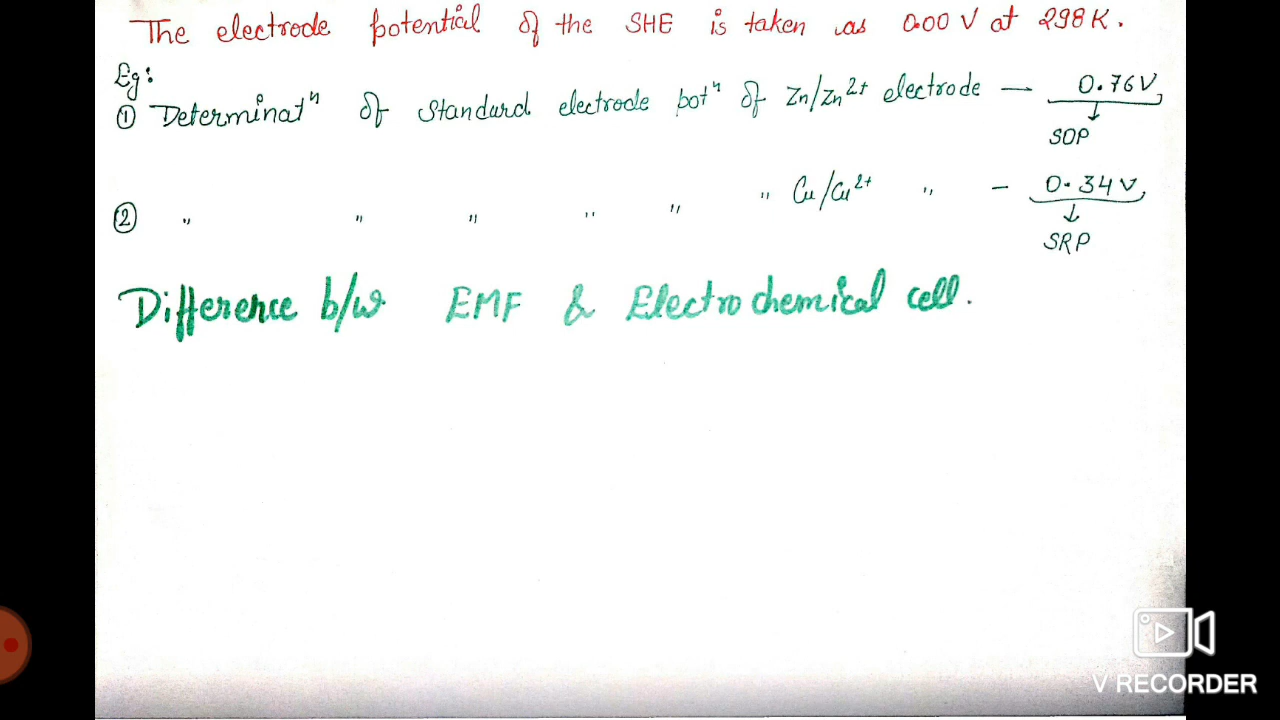 The electrode potential of the SHE is taken as 0.00 V at 298 K.
Eg:
① Determinatⁿ of Standard electrode potⁿ of Zn/Zn²⁺ electrode — 0.76V
↓
SOP
② " " " " " " Cu/Cu²⁺ " — 0.34 V
↓
SRP
Difference b/w EMF & Electrochemical cell.
V RECORDER